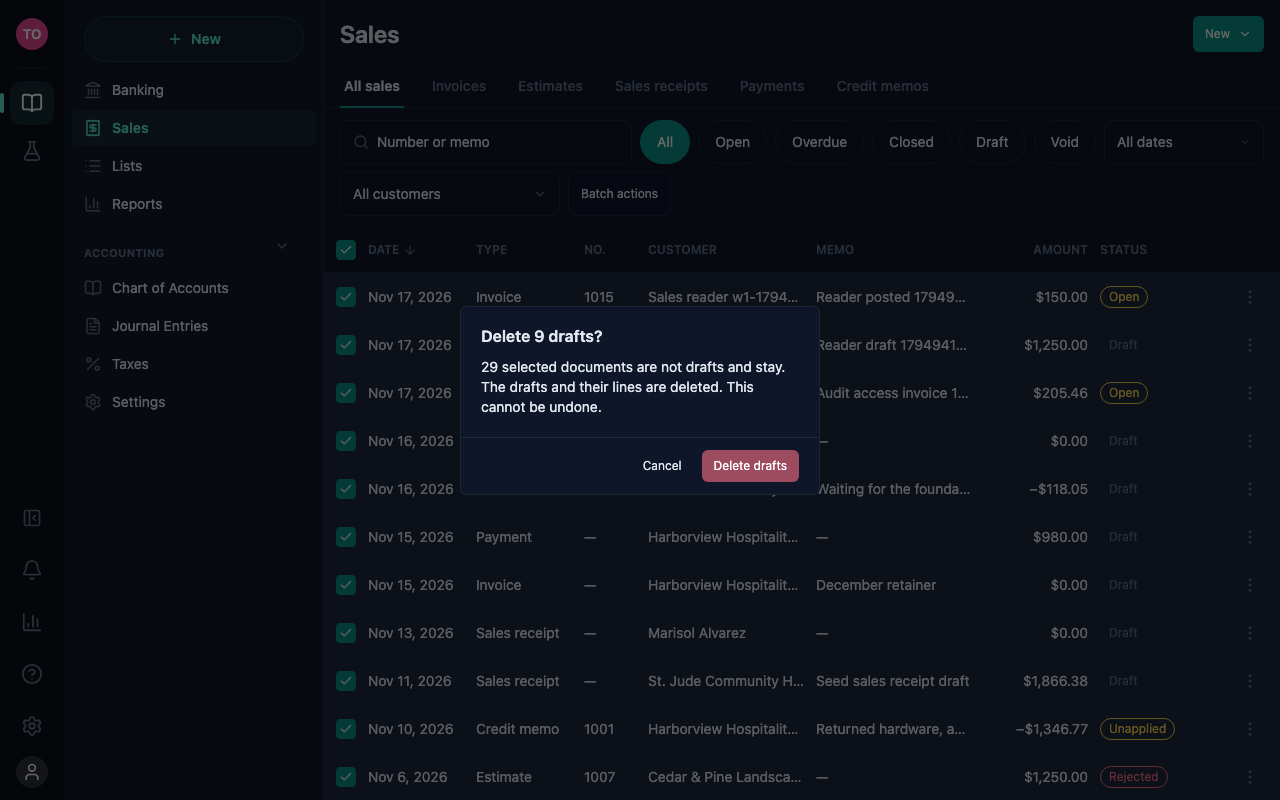 TO
New
Banking
Sales
Lists
Reports
ACCOUNTING
Chart of Accounts
Journal Entries
Taxes
Settings
Sales
New
All sales
Invoices
Estimates
Sales receipts
Payments
Credit memos
Number or memo
All
Open
Overdue
Closed
Draft
Void
All dates
All customers
Batch actions
DATE TYPE NO. CUSTOMER MEMO AMOUNT STATUS
Nov 17, 2026 Invoice 1015 Sales reader w1-1794... Reader posted 17949... $150.00 Open
Nov 17, 2026 Reader draft 1794941... $1,250.00 Draft
Nov 17, 2026 Audit access invoice 1... $205.46 Open
Nov 16, 2026 — $0.00 Draft
Nov 16, 2026 Waiting for the founda... −$118.05 Draft
Nov 15, 2026 Payment — Harborview Hospitalit... — $980.00 Draft
Nov 15, 2026 Invoice — Harborview Hospitalit... December retainer $0.00 Draft
Nov 13, 2026 Sales receipt — Marisol Alvarez — $0.00 Draft
Nov 11, 2026 Sales receipt — St. Jude Community H... Seed sales receipt draft $1,866.38 Draft
Nov 10, 2026 Credit memo 1001 Harborview Hospitalit... Returned hardware, a... −$1,346.77 Unapplied
Nov 6, 2026 Estimate 1007 Cedar & Pine Landsca... — $1,250.00 Rejected
Delete 9 drafts?
29 selected documents are not drafts and stay.
The drafts and their lines are deleted. This
cannot be undone.
Cancel
Delete drafts